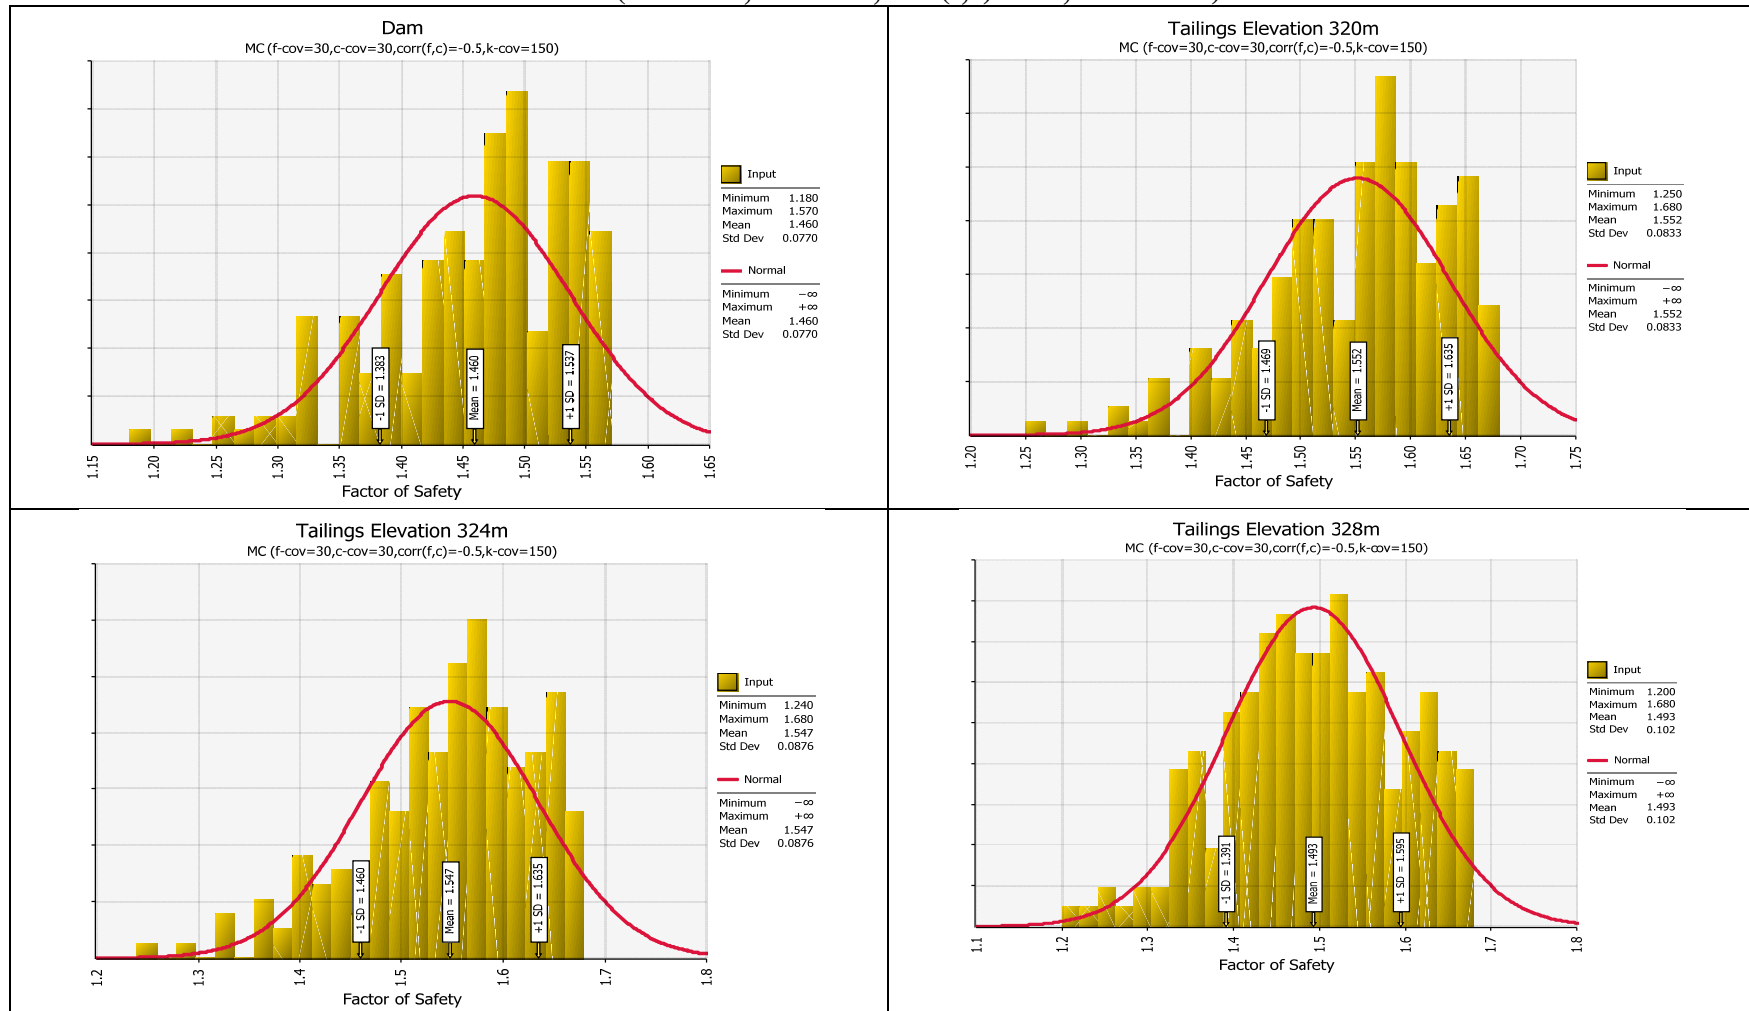 Dam
MC (f-cov=30,c-cov=30,corr(f,c)=-0.5,k-cov=150)
-1 SD = 1.383
Mean = 1.460
+1 SD = 1.537
1.15 1.20 1.25 1.30 1.35 1.40 1.45 1.50 1.55 1.60 1.65
Factor of Safety
Input
Minimum 1.180
Maximum 1.570
Mean 1.460
Std Dev 0.0770
Normal
Minimum −∞
Maximum +∞
Mean 1.460
Std Dev 0.0770
Tailings Elevation 320m
MC (f-cov=30,c-cov=30,corr(f,c)=-0.5,k-cov=150)
-1 SD = 1.469
Mean = 1.552
+1 SD = 1.635
1.20 1.25 1.30 1.35 1.40 1.45 1.50 1.55 1.60 1.65 1.70 1.75
Factor of Safety
Input
Minimum 1.250
Maximum 1.680
Mean 1.552
Std Dev 0.0833
Normal
Minimum −∞
Maximum +∞
Mean 1.552
Std Dev 0.0833
Tailings Elevation 324m
MC (f-cov=30,c-cov=30,corr(f,c)=-0.5,k-cov=150)
-1 SD = 1.460
Mean = 1.547
+1 SD = 1.635
1.2 1.3 1.4 1.5 1.6 1.7 1.8
Factor of Safety
Input
Minimum 1.240
Maximum 1.680
Mean 1.547
Std Dev 0.0876
Normal
Minimum −∞
Maximum +∞
Mean 1.547
Std Dev 0.0876
Tailings Elevation 328m
MC (f-cov=30,c-cov=30,corr(f,c)=-0.5,k-cov=150)
-1 SD = 1.391
Mean = 1.493
+1 SD = 1.595
1.1 1.2 1.3 1.4 1.5 1.6 1.7 1.8
Factor of Safety
Input
Minimum 1.200
Maximum 1.680
Mean 1.493
Std Dev 0.102
Normal
Minimum −∞
Maximum +∞
Mean 1.493
Std Dev 0.102